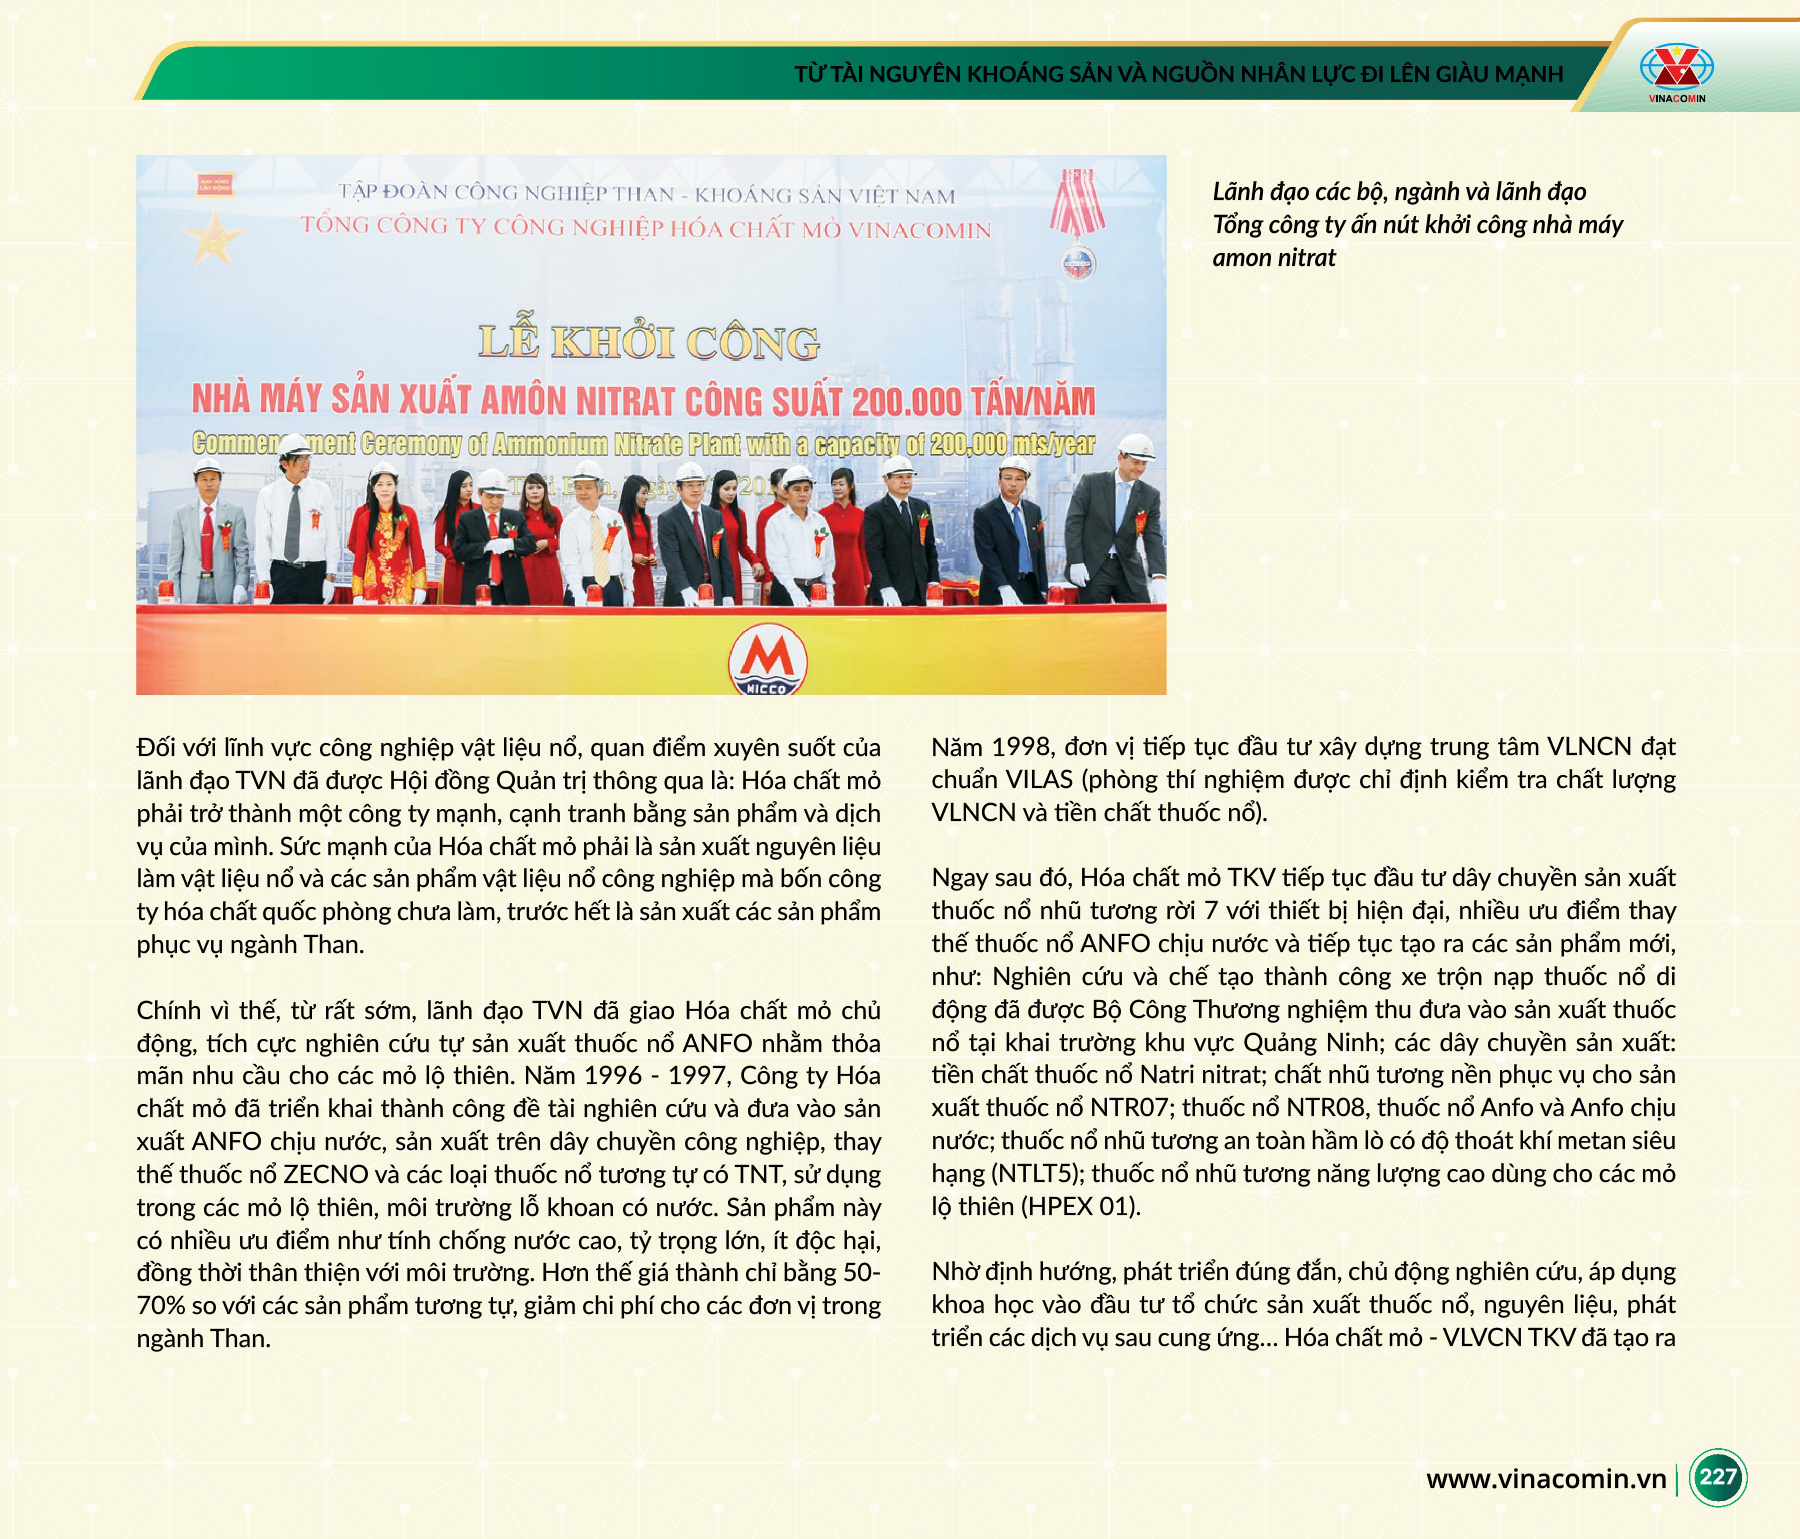 TỪ TÀI NGUYÊN KHOÁNG SẢN VÀ NGUỒN NHÂN LỰC ĐI LÊN GIÀU MẠNH
VINACOMIN
ANH HÙNG
LAO ĐỘNG
TẬP ĐOÀN CÔNG NGHIỆP THAN - KHOÁNG SẢN VIỆT NAM
TỔNG CÔNG TY CÔNG NGHIỆP HÓA CHẤT MỎ VINACOMIN
LỄ KHỞI CÔNG
NHÀ MÁY SẢN XUẤT AMÔN NITRAT CÔNG SUẤT 200.000 TẤN/NĂM
Ceremony of Ammonium Nitrate Plant with a capacity of 200,000 mts/year
MICCO
Lãnh đạo các bộ, ngành và lãnh đạo
Tổng công ty ấn nút khởi công nhà máy
amon nitrat
Đối với lĩnh vực công nghiệp vật liệu nổ, quan điểm xuyên suốt của
lãnh đạo TVN đã được Hội đồng Quản trị thông qua là: Hóa chất mỏ
phải trở thành một công ty mạnh, cạnh tranh bằng sản phẩm và dịch
vụ của mình. Sức mạnh của Hóa chất mỏ phải là sản xuất nguyên liệu
làm vật liệu nổ và các sản phẩm vật liệu nổ công nghiệp mà bốn công
ty hóa chất quốc phòng chưa làm, trước hết là sản xuất các sản phẩm
phục vụ ngành Than.
Chính vì thế, từ rất sớm, lãnh đạo TVN đã giao Hóa chất mỏ chủ
động, tích cực nghiên cứu tự sản xuất thuốc nổ ANFO nhằm thỏa
mãn nhu cầu cho các mỏ lộ thiên. Năm 1996 - 1997, Công ty Hóa
chất mỏ đã triển khai thành công đề tài nghiên cứu và đưa vào sản
xuất ANFO chịu nước, sản xuất trên dây chuyền công nghiệp, thay
thế thuốc nổ ZECNO và các loại thuốc nổ tương tự có TNT, sử dụng
trong các mỏ lộ thiên, môi trường lỗ khoan có nước. Sản phẩm này
có nhiều ưu điểm như tính chống nước cao, tỷ trọng lớn, ít độc hại,
đồng thời thân thiện với môi trường. Hơn thế giá thành chỉ bằng 50-
70% so với các sản phẩm tương tự, giảm chi phí cho các đơn vị trong
ngành Than.
Năm 1998, đơn vị tiếp tục đầu tư xây dựng trung tâm VLNCN đạt
chuẩn VILAS (phòng thí nghiệm được chỉ định kiểm tra chất lượng
VLNCN và tiền chất thuốc nổ).
Ngay sau đó, Hóa chất mỏ TKV tiếp tục đầu tư dây chuyền sản xuất
thuốc nổ nhũ tương rời 7 với thiết bị hiện đại, nhiều ưu điểm thay
thế thuốc nổ ANFO chịu nước và tiếp tục tạo ra các sản phẩm mới,
như: Nghiên cứu và chế tạo thành công xe trộn nạp thuốc nổ di
động đã được Bộ Công Thương nghiệm thu đưa vào sản xuất thuốc
nổ tại khai trường khu vực Quảng Ninh; các dây chuyền sản xuất:
tiền chất thuốc nổ Natri nitrat; chất nhũ tương nền phục vụ cho sản
xuất thuốc nổ NTR07; thuốc nổ NTR08, thuốc nổ Anfo và Anfo chịu
nước; thuốc nổ nhũ tương an toàn hầm lò có độ thoát khí metan siêu
hạng (NTLT5); thuốc nổ nhũ tương năng lượng cao dùng cho các mỏ
lộ thiên (HPEX 01).
Nhờ định hướng, phát triển đúng đắn, chủ động nghiên cứu, áp dụng
khoa học vào đầu tư tổ chức sản xuất thuốc nổ, nguyên liệu, phát
triển các dịch vụ sau cung ứng... Hóa chất mỏ - VLVCN TKV đã tạo ra
www.vinacomin.vn
227